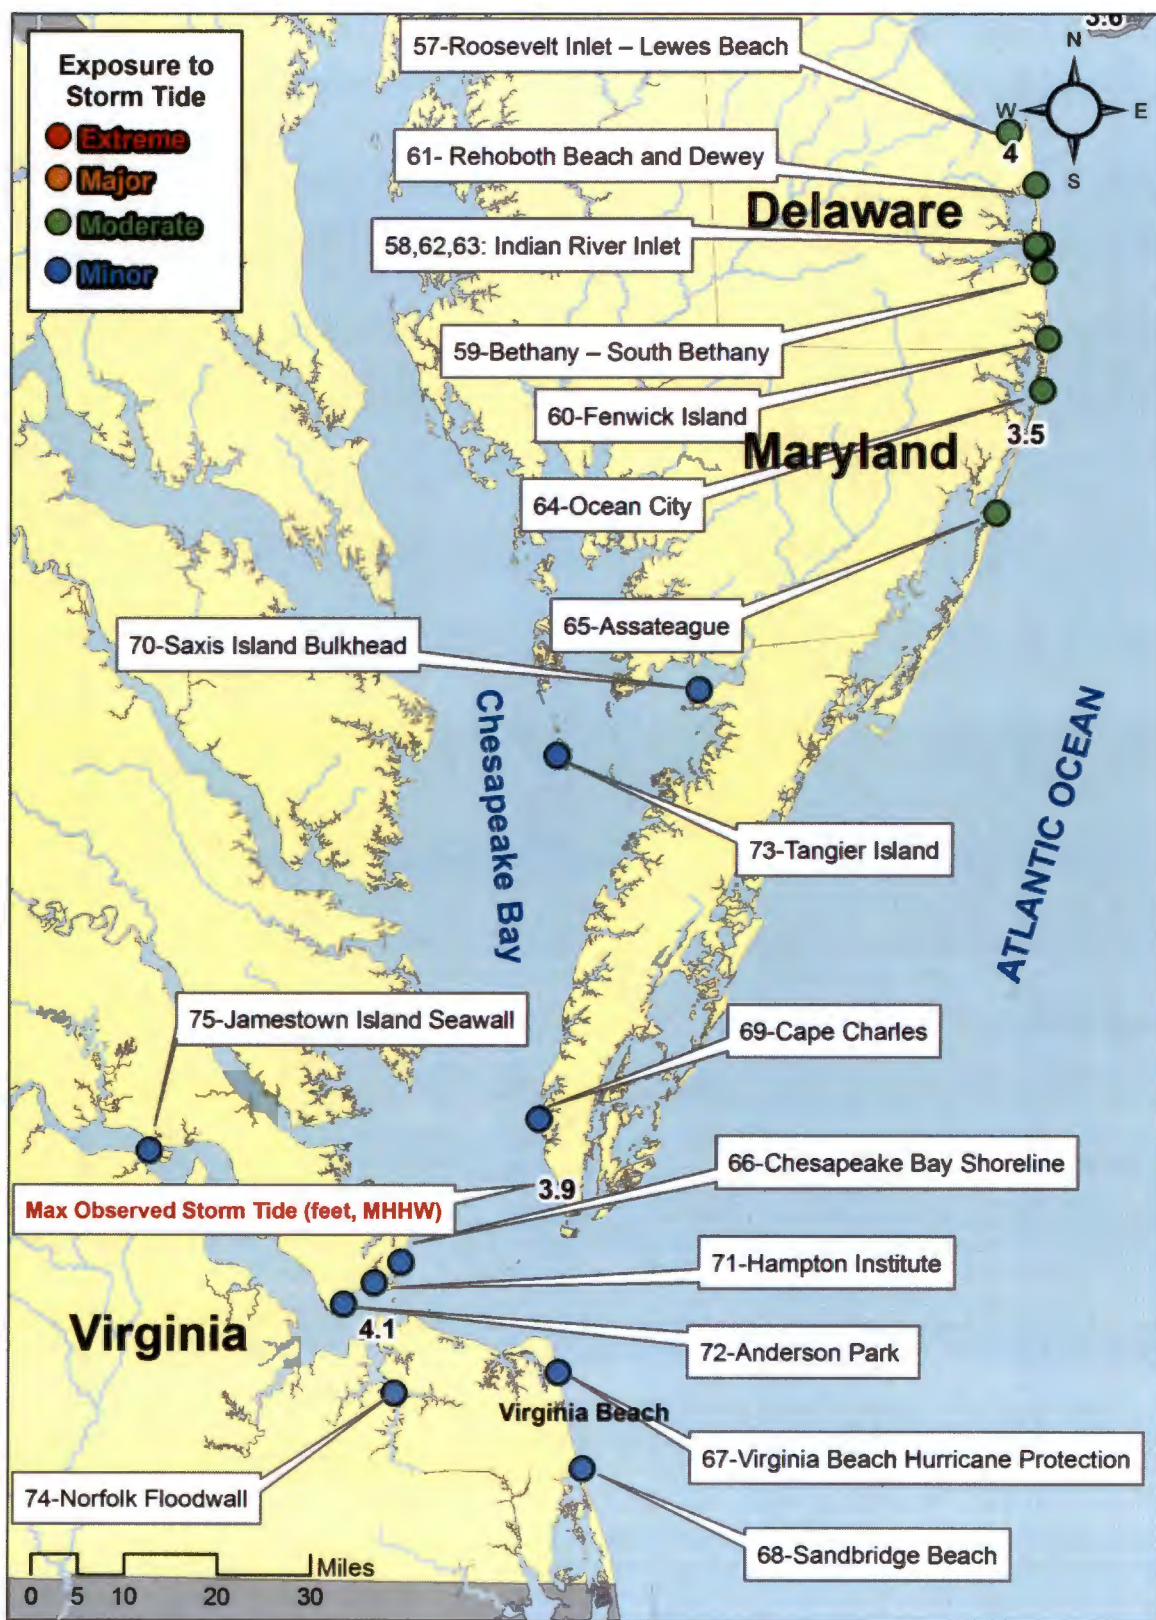 3.6
57-Roosevelt Inlet – Lewes Beach
Exposure to
Storm Tide
Extreme
Major
Moderate
Minor
N
W
E
S
4
61- Rehoboth Beach and Dewey
Delaware
58,62,63: Indian River Inlet
59-Bethany – South Bethany
60-Fenwick Island
3.5
Maryland
64-Ocean City
65-Assateague
70-Saxis Island Bulkhead
Chesapeake Bay
ATLANTIC OCEAN
73-Tangier Island
75-Jamestown Island Seawall
69-Cape Charles
66-Chesapeake Bay Shoreline
3.9
Max Observed Storm Tide (feet, MHHW)
71-Hampton Institute
Virginia
4.1
72-Anderson Park
Virginia Beach
67-Virginia Beach Hurricane Protection
74-Norfolk Floodwall
68-Sandbridge Beach
Miles
0 5 10 20 30